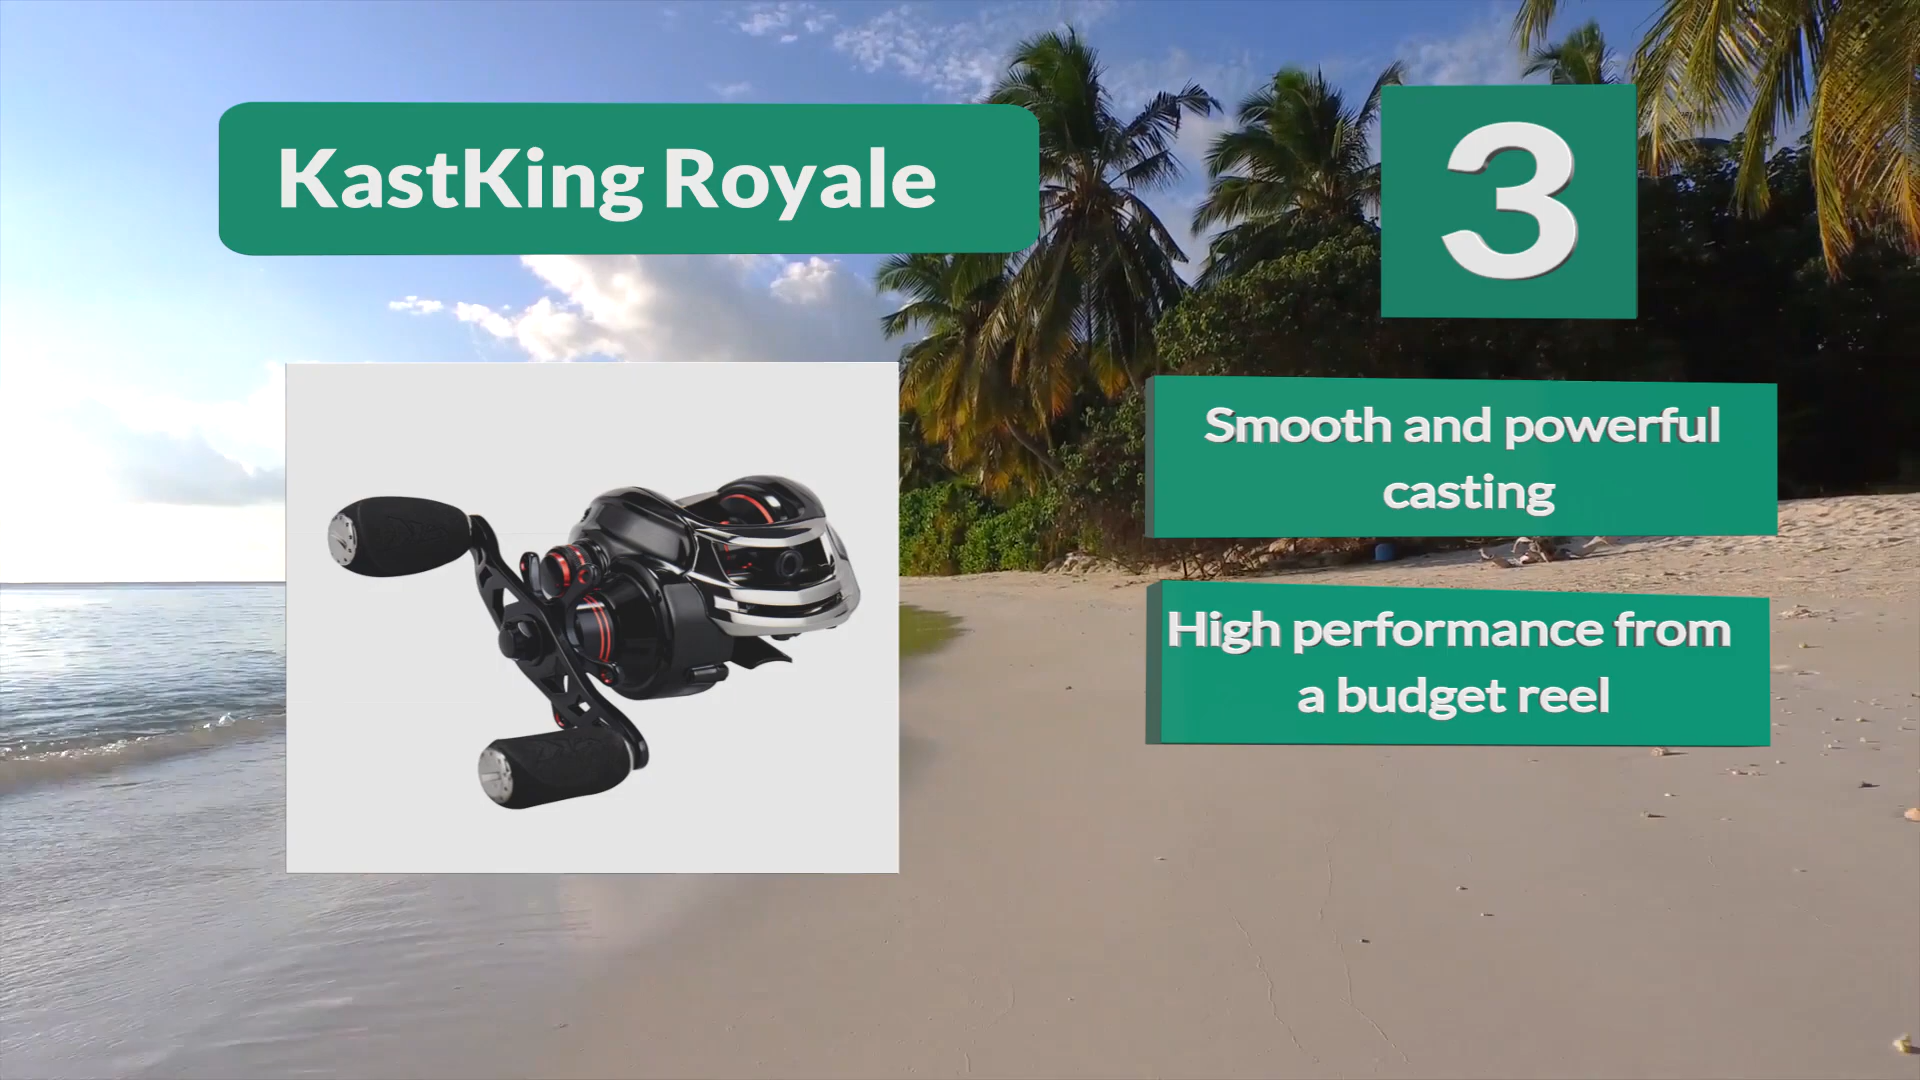 KastKing Royale
3
Smooth and powerful
casting
High performance from
a budget reel